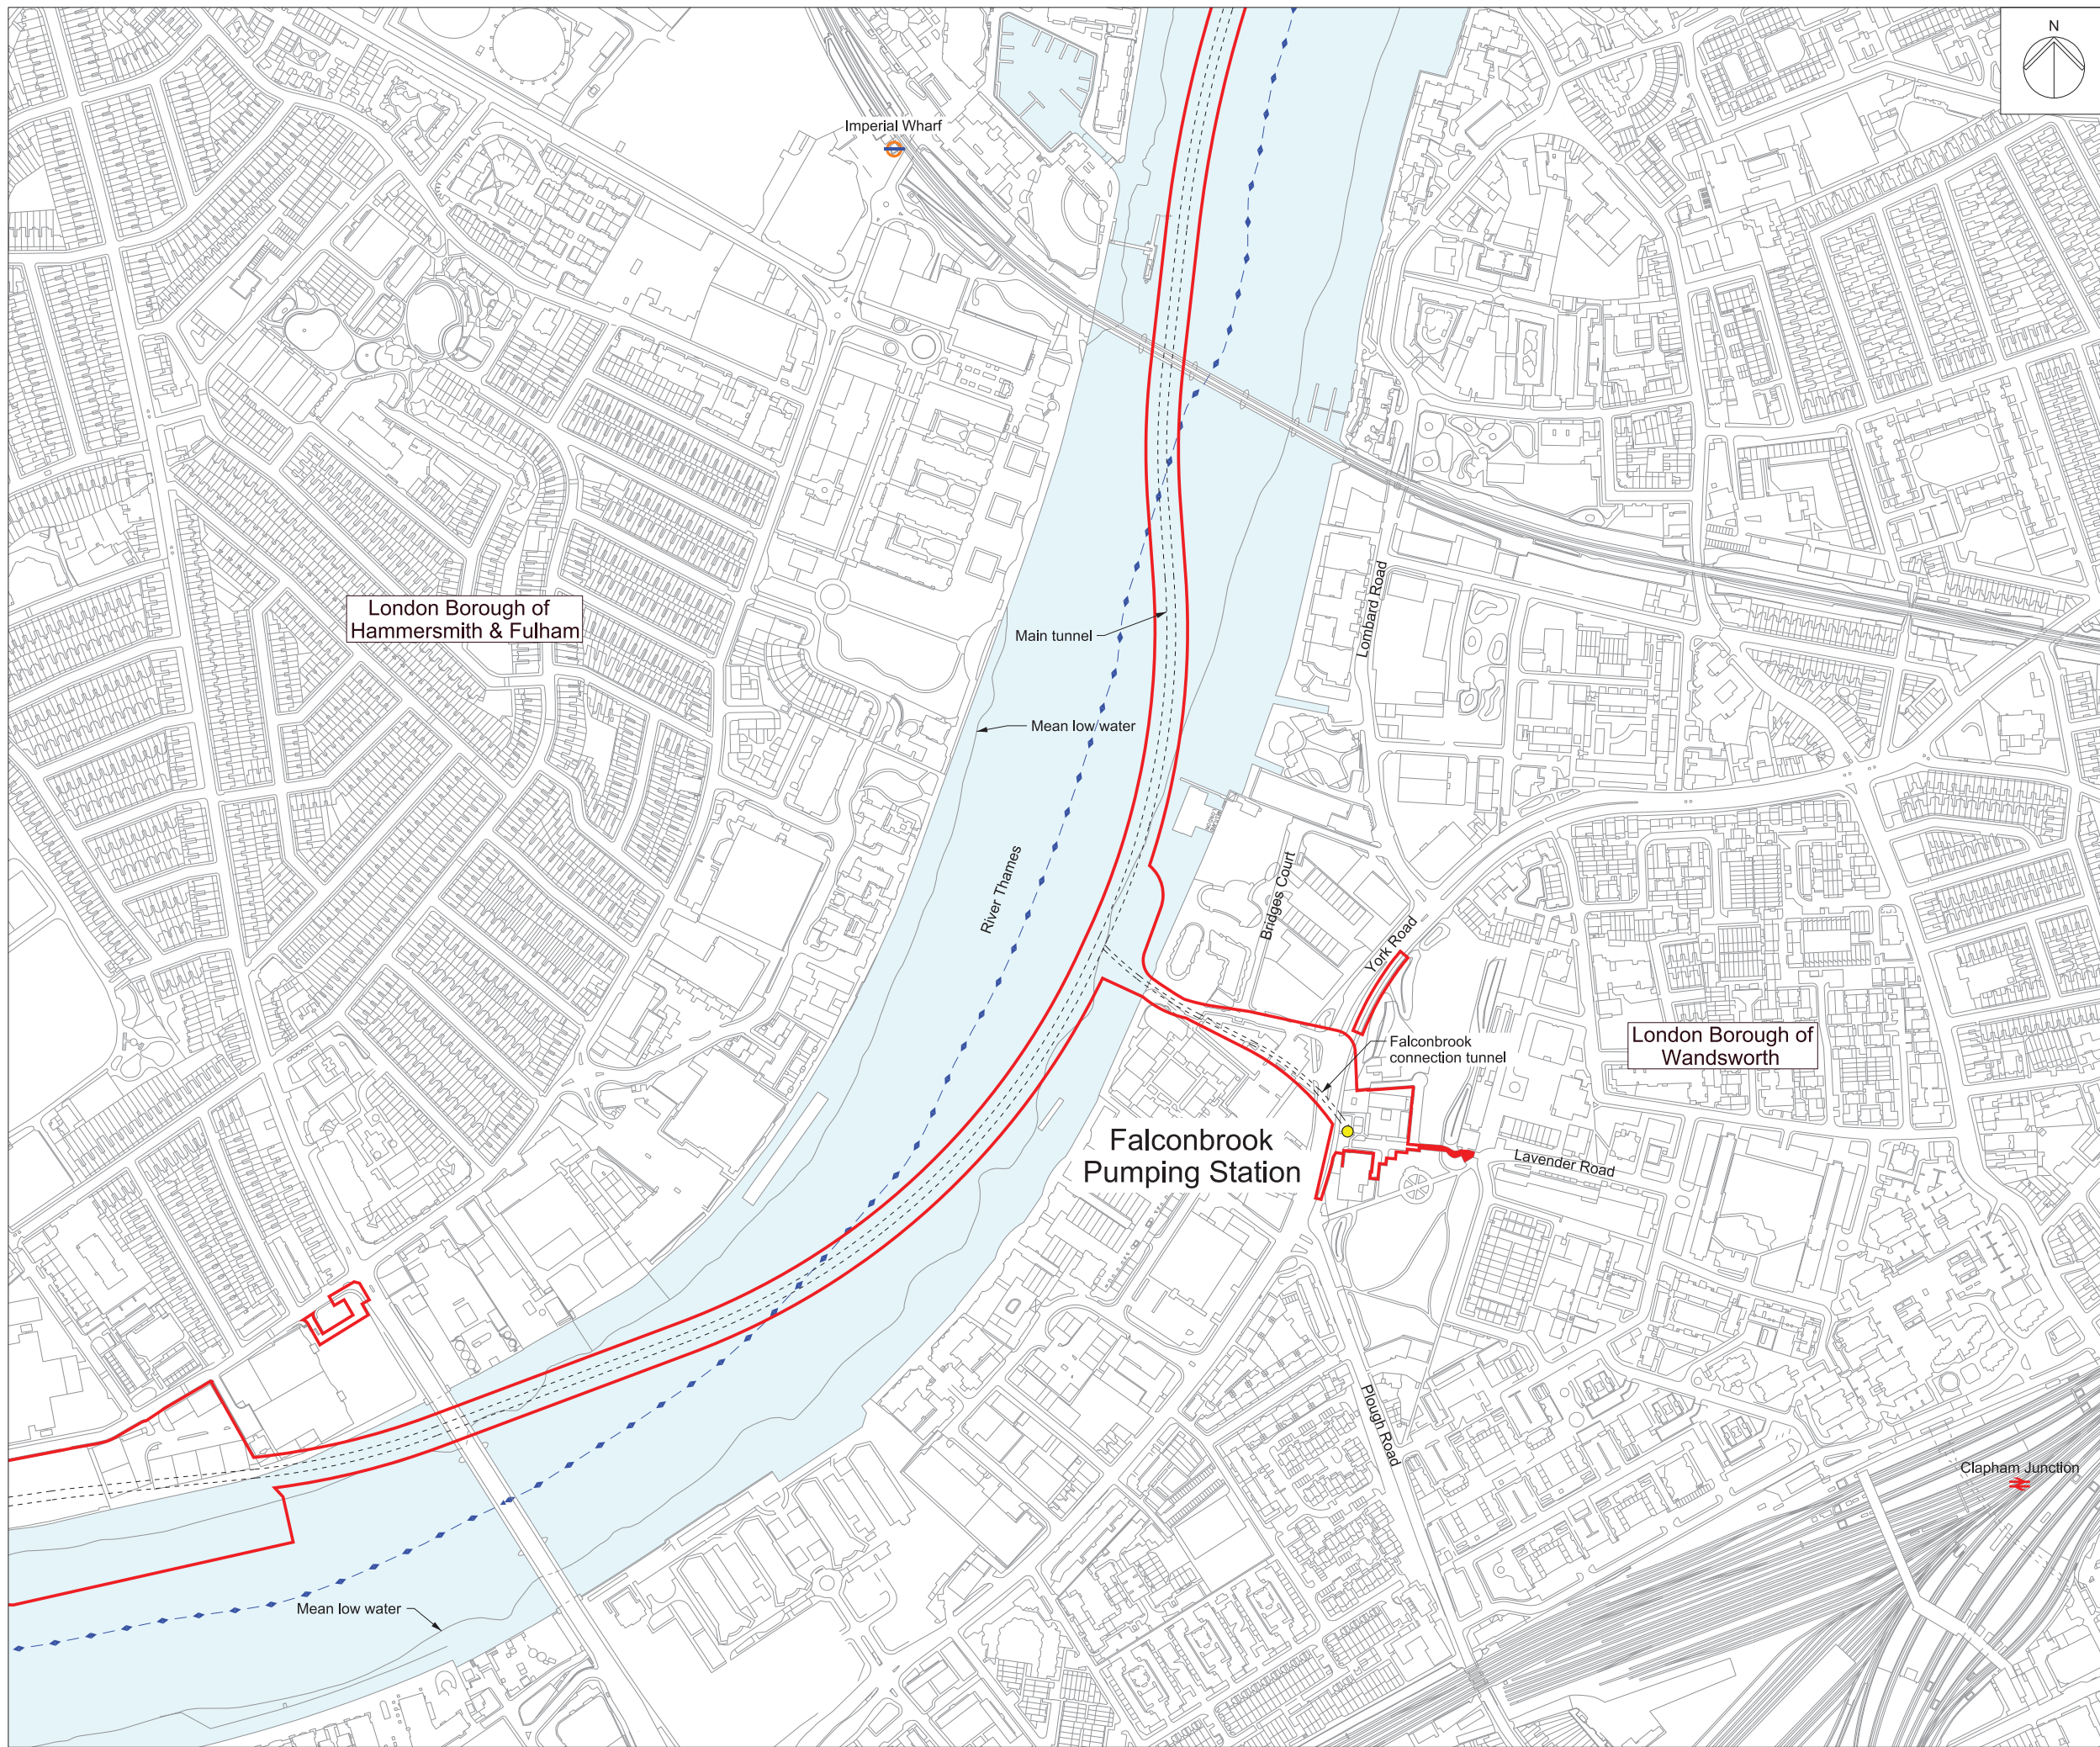 N
Imperial Wharf
London Borough of
Hammersmith & Fulham
Lombard Road
Main tunnel
Mean low water
River Thames
Bridges Court
York Road
London Borough of
Wandsworth
Falconbrook
connection tunnel
Falconbrook
Pumping Station
Lavender Road
Plough Road
Clapham Junction
Mean low water